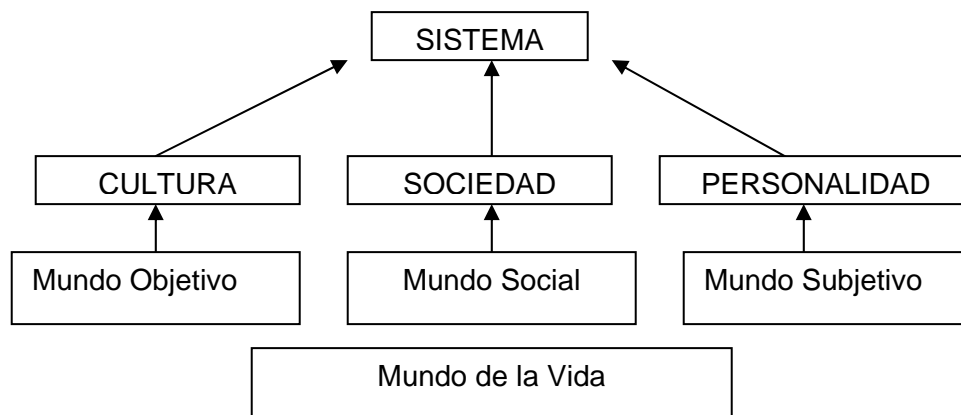 SISTEMA
CULTURA
SOCIEDAD
PERSONALIDAD
Mundo Objetivo
Mundo Social
Mundo Subjetivo
Mundo de la Vida